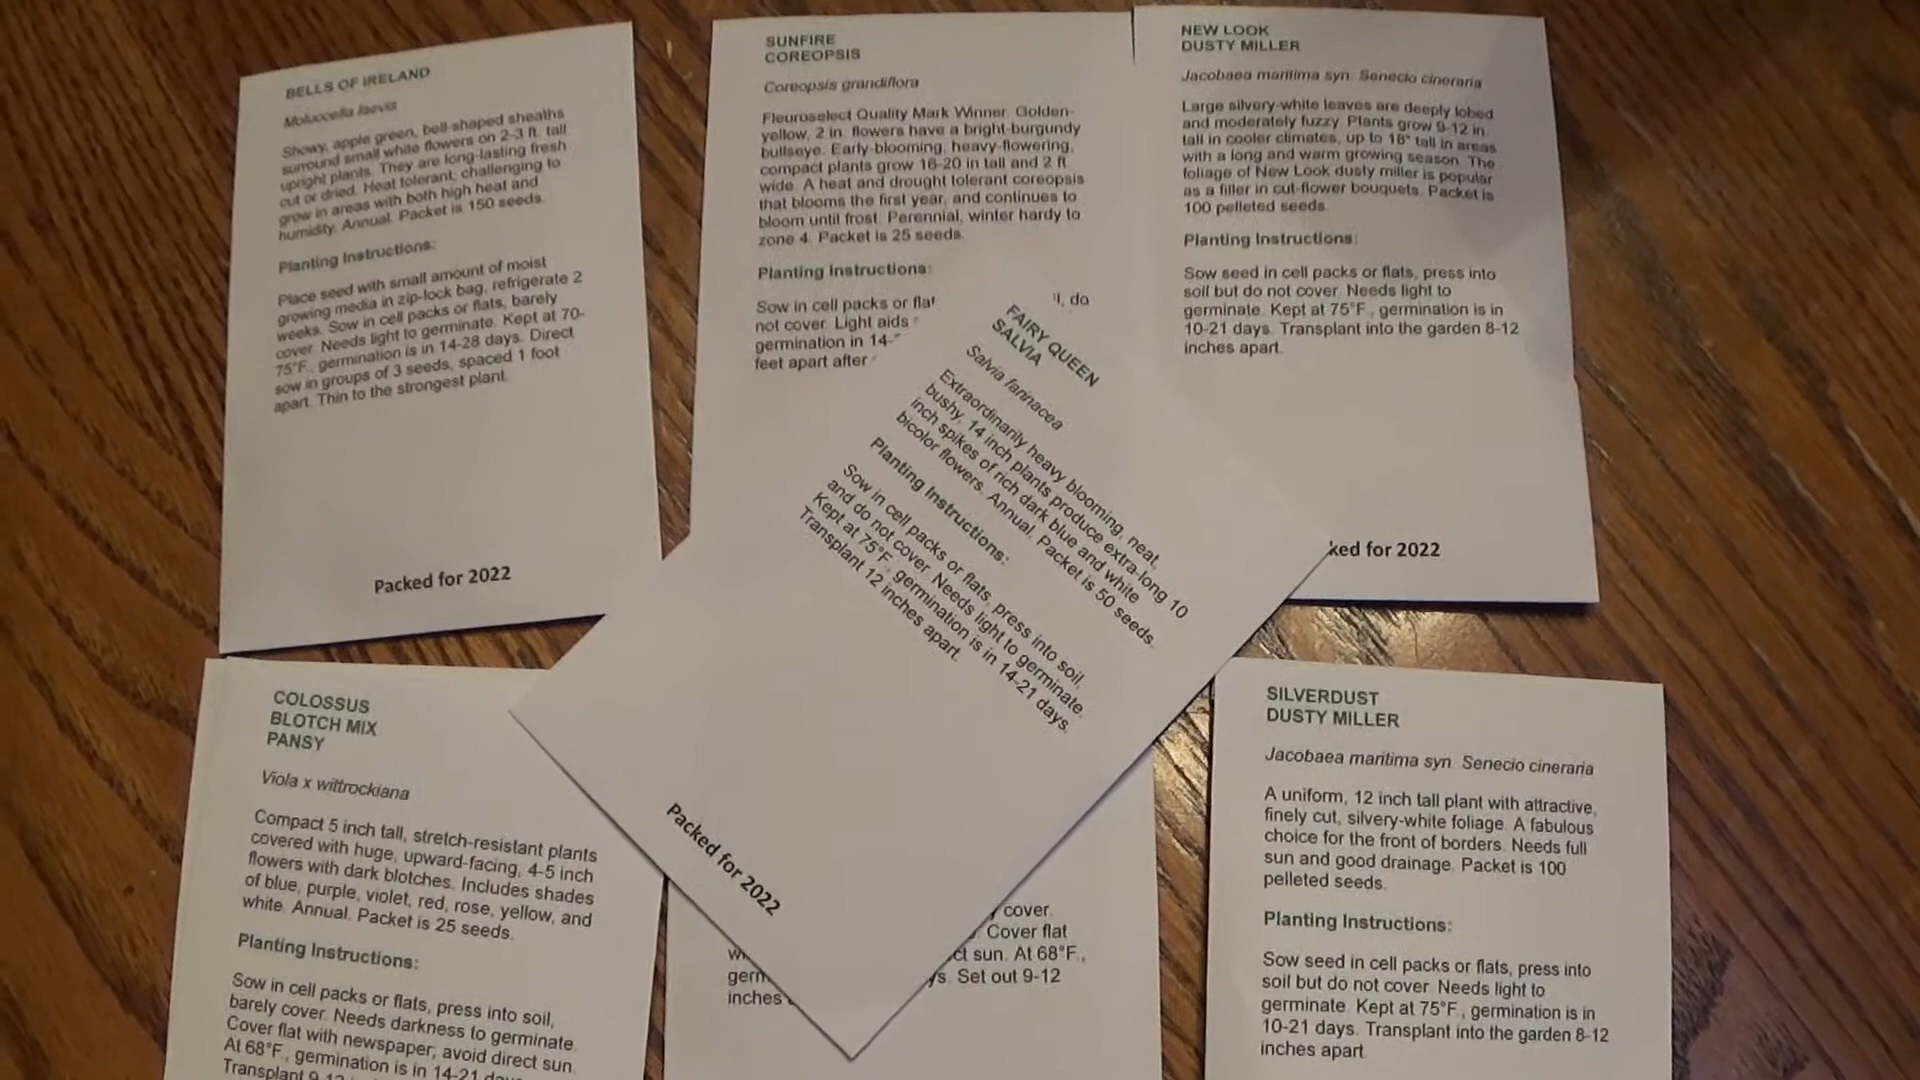 BELLS OF IRELAND
Moluccella laevis
Showy, apple green, bell-shaped sheaths
surround small white flowers on 2-3 ft. tall
upright plants. They are long-lasting fresh
cut or dried. Heat tolerant; challenging to
grow in areas with both high heat and
humidity. Annual. Packet is 150 seeds.
Planting Instructions:
Place seed with small amount of moist
growing media in zip-lock bag, refrigerate 2
weeks. Sow in cell packs or flats, barely
cover. Needs light to germinate. Kept at 70-
75°F., germination is in 14-28 days. Direct
sow in groups of 3 seeds, spaced 1 foot
apart. Thin to the strongest plant.
Packed for 2022
SUNFIRE
COREOPSIS
Coreopsis grandiflora
Fleuroselect Quality Mark Winner. Golden-
yellow, 2 in. flowers have a bright-burgundy
bullseye. Early-blooming, heavy-flowering,
compact plants grow 16-20 in tall and 2 ft.
wide. A heat and drought tolerant coreopsis
that blooms the first year, and continues to
bloom until frost. Perennial, winter hardy to
zone 4. Packet is 25 seeds.
Planting Instructions:
Sow in cell packs or flat l, do
not cover. Light aids
germination in 14-
feet apart after
NEW LOOK
DUSTY MILLER
Jacobaea maritima syn. Senecio cineraria
Large silvery-white leaves are deeply lobed
and moderately fuzzy. Plants grow 9-12 in.
tall in cooler climates, up to 18" tall in areas
with a long and warm growing season. The
foliage of New Look dusty miller is popular
as a filler in cut-flower bouquets. Packet is
100 pelleted seeds.
Planting Instructions:
Sow seed in cell packs or flats, press into
soil but do not cover. Needs light to
germinate. Kept at 75°F., germination is in
10-21 days. Transplant into the garden 8-12
inches apart.
ked for 2022
FAIRY QUEEN
SALVIA
Salvia farinacea
Extraordinarily heavy blooming, neat,
bushy, 14 inch plants produce extra-long 10
inch spikes of rich dark blue and white
bicolor flowers. Annual. Packet is 50 seeds.
Planting Instructions:
Sow in cell packs or flats, press into soil,
and do not cover. Needs light to germinate.
Kept at 75°F., germination is in 14-21 days.
Transplant 12 inches apart.
Packed for 2022
COLOSSUS
BLOTCH MIX
PANSY
Viola x wittrockiana
Compact 5 inch tall, stretch-resistant plants
covered with huge, upward-facing, 4-5 inch
flowers with dark blotches. Includes shades
of blue, purple, violet, red, rose, yellow, and
white. Annual. Packet is 25 seeds.
Planting Instructions:
Sow in cell packs or flats, press into soil,
barely cover. Needs darkness to germinate.
Cover flat with newspaper; avoid direct sun.
At 68°F., germination is in 14-21 days
Transplant 9-12
cover.
Cover flat
ct sun. At 68°F.,
germ ys. Set out 9-12
inches
SILVERDUST
DUSTY MILLER
Jacobaea maritima syn. Senecio cineraria
A uniform, 12 inch tall plant with attractive,
finely cut, silvery-white foliage. A fabulous
choice for the front of borders. Needs full
sun and good drainage. Packet is 100
pelleted seeds.
Planting Instructions:
Sow seed in cell packs or flats, press into
soil but do not cover. Needs light to
germinate. Kept at 75°F., germination is in
10-21 days. Transplant into the garden 8-12
inches apart.